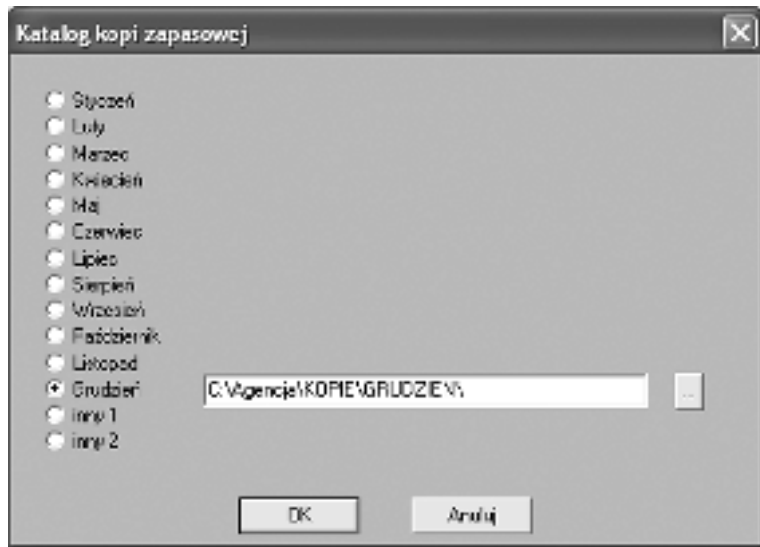 Katalog kopi zapasowej
Styczeń
Luty
Marzec
Kwiecień
Maj
Czerwiec
Lipiec
Sierpień
Wrzesień
Październik
Listopad
Grudzień C:\Agencja\KOPIE\GRUDZIEN\ ...
inny 1
inny 2
OK Anuluj